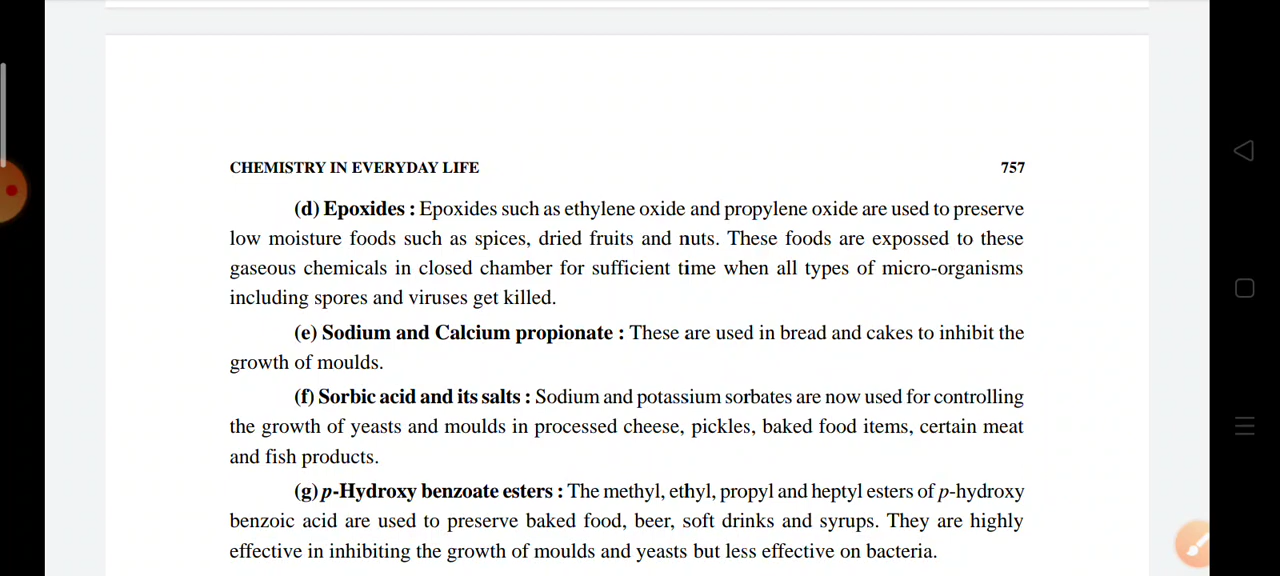 CHEMISTRY IN EVERYDAY LIFE 757
(d) Epoxides : Epoxides such as ethylene oxide and propylene oxide are used to preserve
low moisture foods such as spices, dried fruits and nuts. These foods are expossed to these
gaseous chemicals in closed chamber for sufficient time when all types of micro-organisms
including spores and viruses get killed.
(e) Sodium and Calcium propionate : These are used in bread and cakes to inhibit the
growth of moulds.
(f) Sorbic acid and its salts : Sodium and potassium sorbates are now used for controlling
the growth of yeasts and moulds in processed cheese, pickles, baked food items, certain meat
and fish products.
(g) p-Hydroxy benzoate esters : The methyl, ethyl, propyl and heptyl esters of p-hydroxy
benzoic acid are used to preserve baked food, beer, soft drinks and syrups. They are highly
effective in inhibiting the growth of moulds and yeasts but less effective on bacteria.